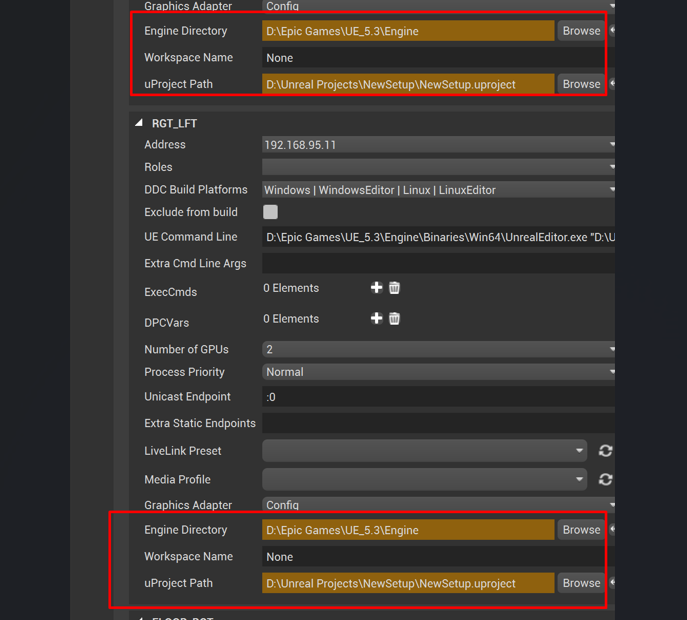 Graphics Adapter Config
Engine Directory D:\Epic Games\UE_5.3\Engine Browse
Workspace Name None
uProject Path D:\Unreal Projects\NewSetup\NewSetup.uproject Browse
RGT_LFT
Address 192.168.95.11
Roles
DDC Build Platforms Windows | WindowsEditor | Linux | LinuxEditor
Exclude from build
UE Command Line D:\Epic Games\UE_5.3\Engine\Binaries\Win64\UnrealEditor.exe "D:\U
Extra Cmd Line Args
ExecCmds 0 Elements
DPCVars 0 Elements
Number of GPUs 2
Process Priority Normal
Unicast Endpoint :0
Extra Static Endpoints
LiveLink Preset
Media Profile
Graphics Adapter Config
Engine Directory D:\Epic Games\UE_5.3\Engine Browse
Workspace Name None
uProject Path D:\Unreal Projects\NewSetup\NewSetup.uproject Browse